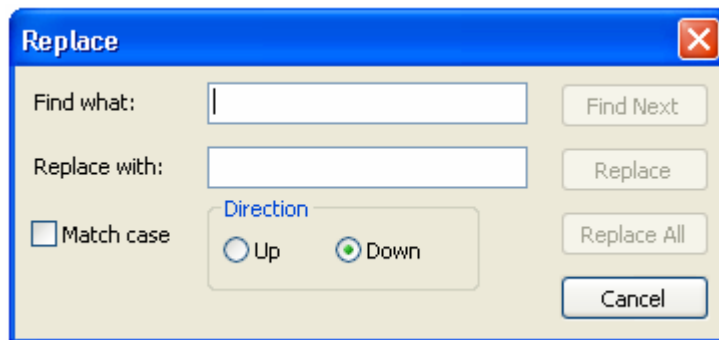 Replace
Find what:
Find Next
Replace with:
Replace
Match case
Direction
Up
Down
Replace All
Cancel